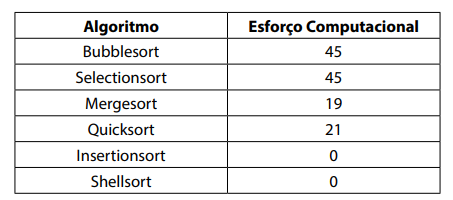 Algoritmo Esforço Computacional
Bubblesort 45
Selectionsort 45
Mergesort 19
Quicksort 21
Insertionsort 0
Shellsort 0